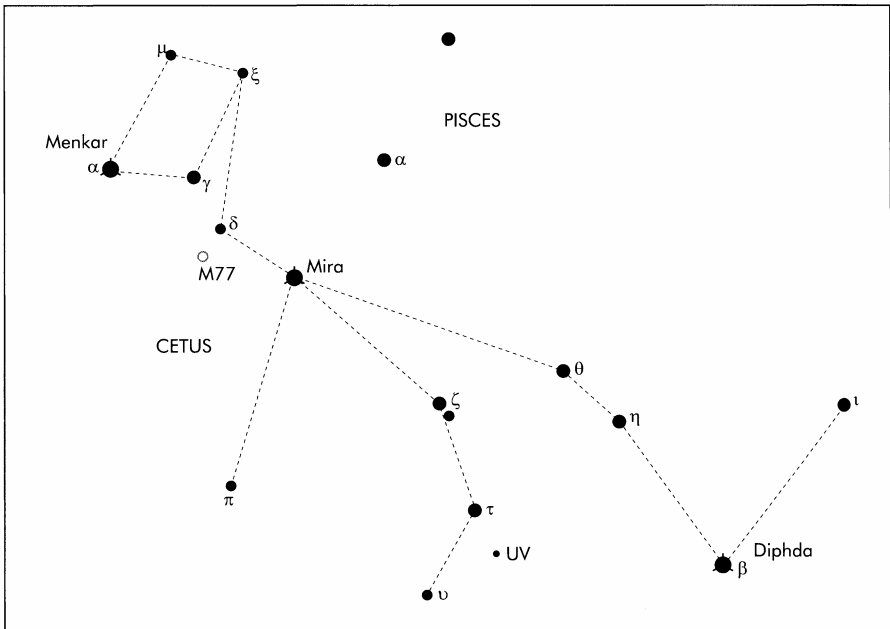 μ
ξ
PISCES
Menkar
α
α
γ
δ
M77
Mira
CETUS
θ
ζ
ι
η
π
τ
UV
Diphda
β
υ